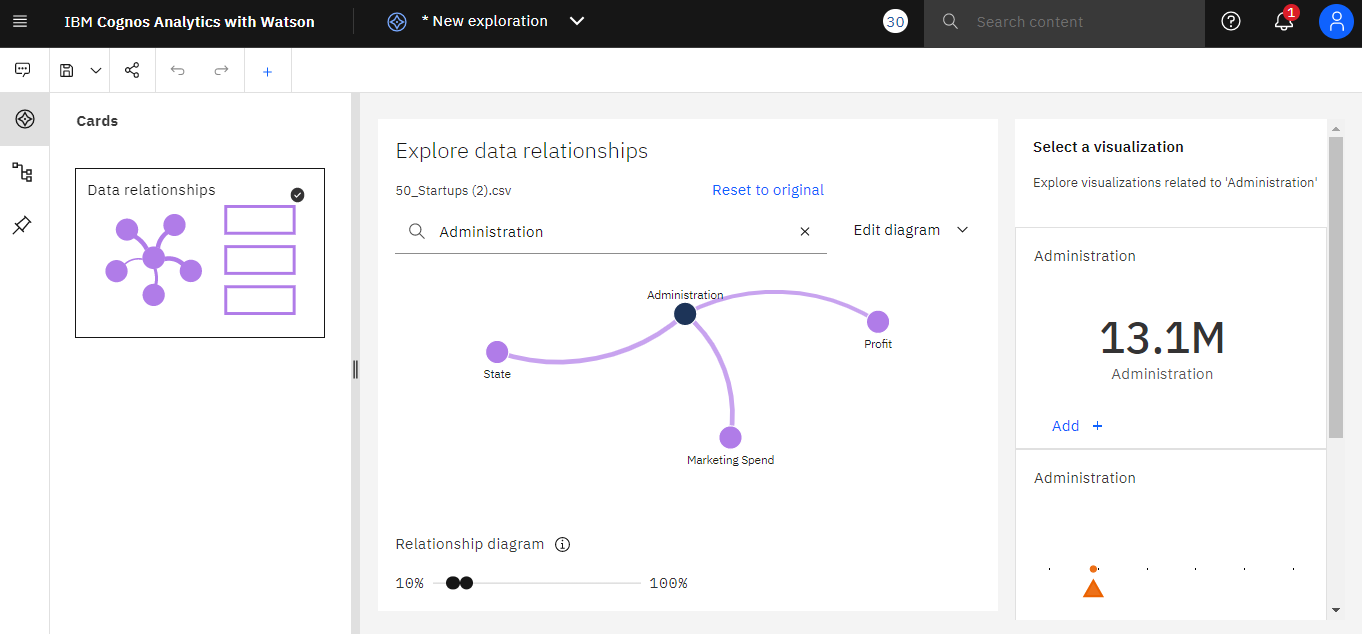 IBM Cognos Analytics with Watson
* New exploration
30
Search content
1
Cards
Data relationships
Explore data relationships
50_Startups (2).csv
Reset to original
Administration
Edit diagram
Administration
Profit
State
Marketing Spend
Relationship diagram
10%
100%
Select a visualization
Explore visualizations related to 'Administration'
Administration
13.1M
Administration
Add +
Administration